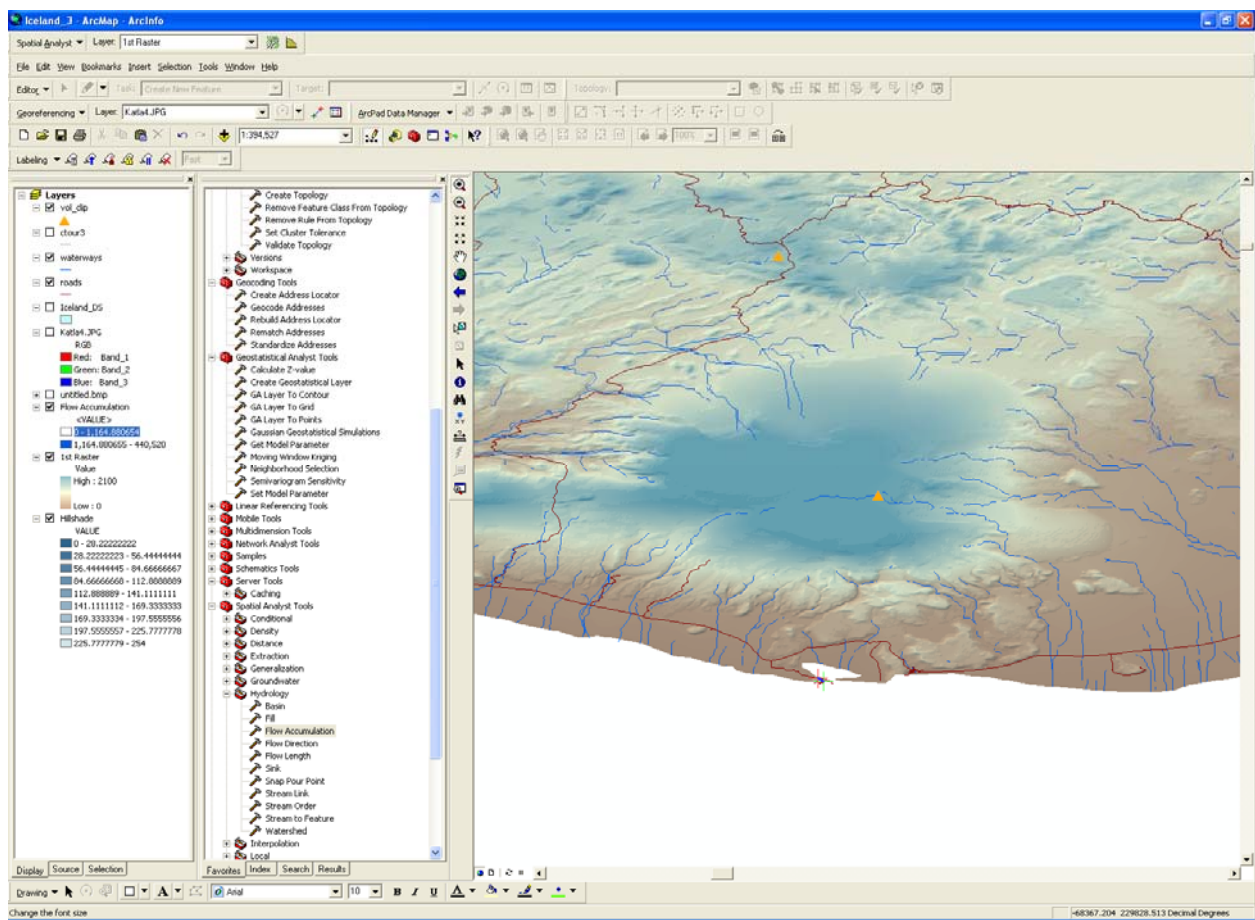 Iceland_3 - ArcMap - ArcInfo
Spatial Analyst Layer: 1st Raster
File Edit View Bookmarks Insert Selection Tools Window Help
Editor Task: Create New Feature Target: Topology:
Georeferencing Layer: Katla4.JPG ArcPad Data Manager
1:394,527 100%
Labeling Fast
Layers
vol_clip
ctour3
waterways
roads
Iceland_DS
Katla4.JPG
RGB
Red: Band_1
Green: Band_2
Blue: Band_3
untitled.bmp
Flow Accumulation
<VALUE>
0 - 1,164.880654
1,164.880655 - 440,520
1st Raster
Value
High : 2100
Low : 0
Hillshade
VALUE
0 - 28.22222222
28.22222223 - 56.44444444
56.44444445 - 84.66666667
84.66666668 - 112.8888889
112.888889 - 141.1111111
141.1111112 - 169.3333333
169.3333334 - 197.5555556
197.5555557 - 225.7777778
225.7777779 - 254
Display Source Selection
Create Topology
Remove Feature Class From Topology
Remove Rule From Topology
Set Cluster Tolerance
Validate Topology
Versions
Workspace
Geocoding Tools
Create Address Locator
Geocode Addresses
Rebuild Address Locator
Rematch Addresses
Standardize Addresses
Geostatistical Analyst Tools
Calculate Z-value
Create Geostatistical Layer
GA Layer To Contour
GA Layer To Grid
GA Layer To Points
Gaussian Geostatistical Simulations
Get Model Parameter
Moving Window Kriging
Neighborhood Selection
Semivariogram Sensitivity
Set Model Parameter
Linear Referencing Tools
Mobile Tools
Multidimension Tools
Network Analyst Tools
Samples
Schematics Tools
Server Tools
Caching
Spatial Analyst Tools
Conditional
Density
Distance
Extraction
Generalization
Groundwater
Hydrology
Basin
Fill
Flow Accumulation
Flow Direction
Flow Length
Sink
Snap Pour Point
Stream Link
Stream Order
Stream to Feature
Watershed
Interpolation
Local
Favorites Index Search Results
Drawing A Arial 10 B I U A
Change the font size
-68367.204 229828.513 Decimal Degrees